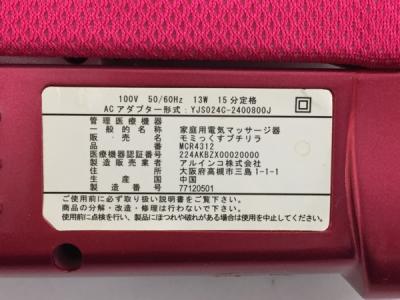 100V 50/60Hz 13W 15分定格
ACアダプター形式:YJS024C-2400800J
管理医療機器
一般的名称 家庭用電気マッサージ器
販売名 モミっくすプチリラ
品番 MCR4312
医療機器認証番号 224AKBZX00020000
製造販売業者 アルインコ株式会社
住所 大阪府高槻市三島江1-1-1
生産国 中国
製造番号 77120501
ご使用前に必ず取り扱い説明書をご覧下さい。
商品の分解・改造・修理は行わないで下さい。
使用前に点検を行い、製品にほつれや破れがある場合は使用できません。